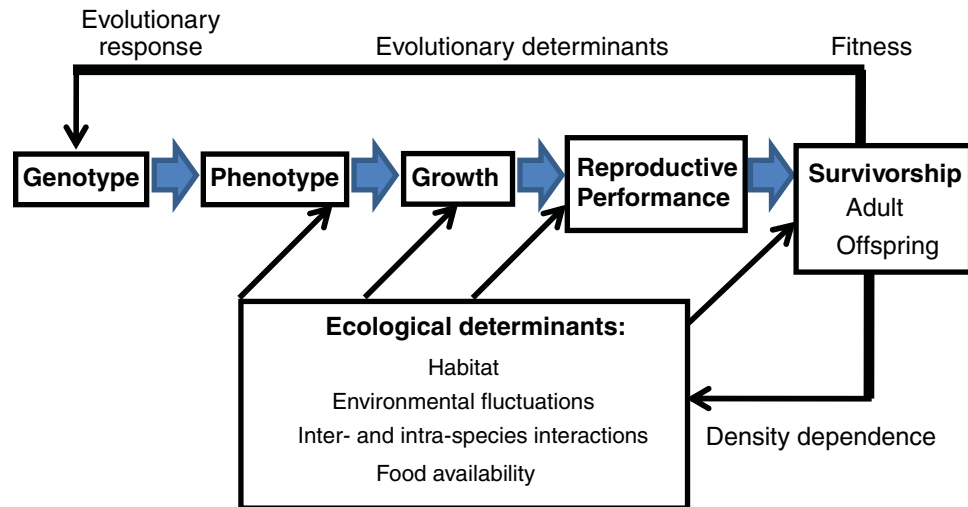 Evolutionary
response
Evolutionary determinants
Fitness
Genotype
Phenotype
Growth
Reproductive
Performance
Survivorship
Adult
Offspring
Ecological determinants:
Habitat
Environmental fluctuations
Inter- and intra-species interactions
Food availability
Density dependence